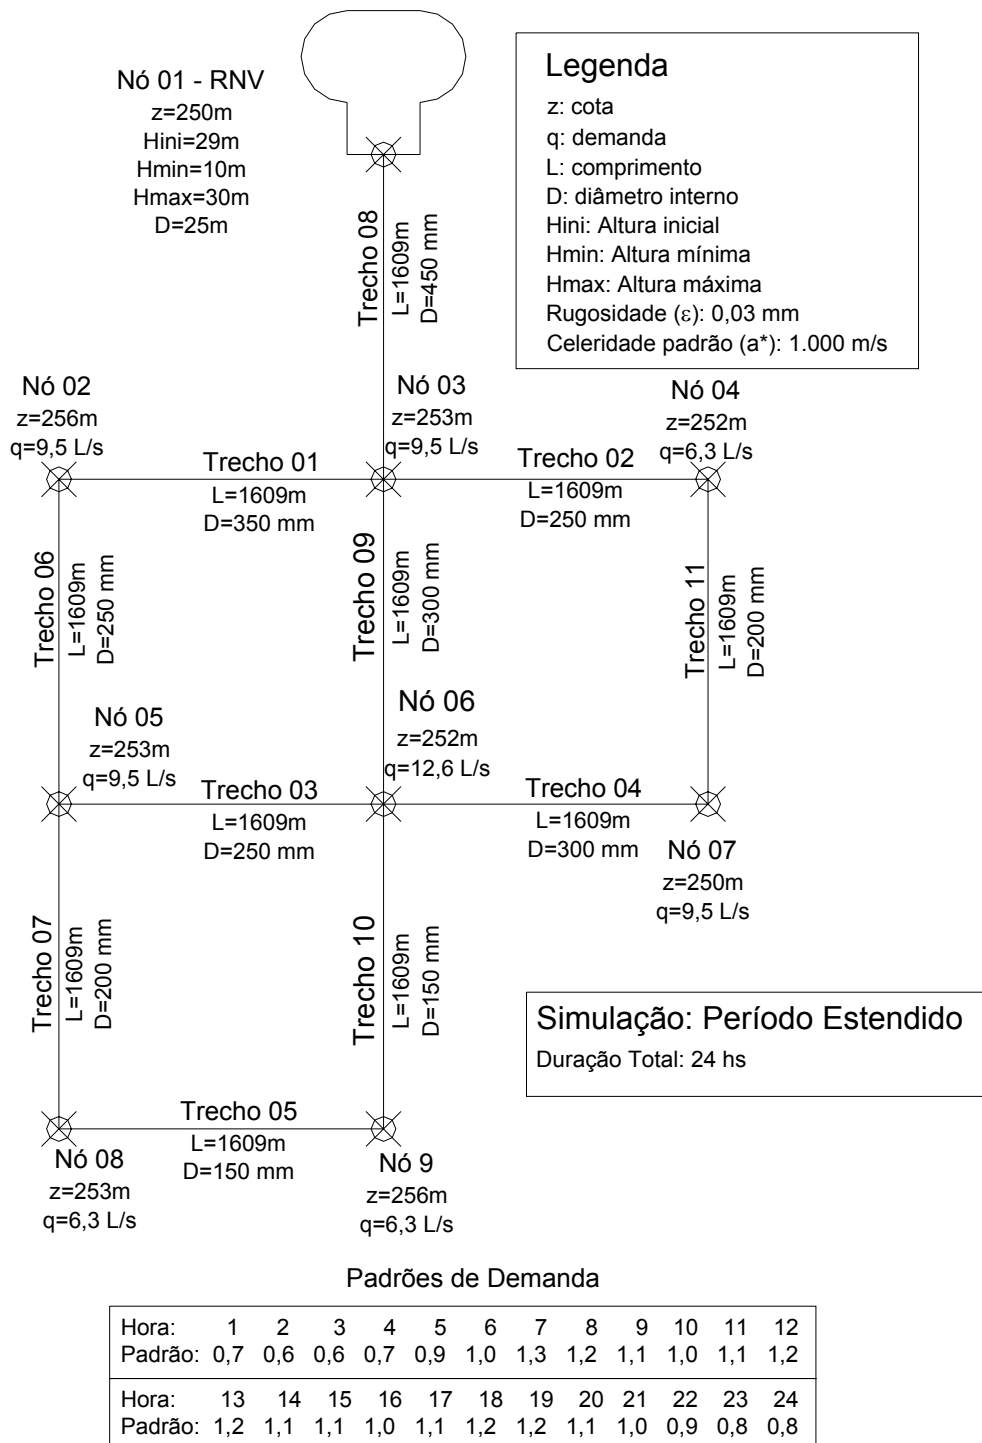 Nó 01 - RNV
z=250m
Hini=29m
Hmin=10m
Hmax=30m
D=25m
Legenda
z: cota
q: demanda
L: comprimento
D: diâmetro interno
Hini: Altura inicial
Hmin: Altura mínima
Hmax: Altura máxima
Rugosidade (ε): 0,03 mm
Celeridade padrão (a*): 1.000 m/s
Trecho 08
L=1609m
D=450 mm
Nó 02
z=256m
q=9,5 L/s
Nó 03
z=253m
q=9,5 L/s
Nó 04
z=252m
q=6,3 L/s
Trecho 01
L=1609m
D=350 mm
Trecho 02
L=1609m
D=250 mm
Trecho 06
L=1609m
D=250 mm
Trecho 09
L=1609m
D=300 mm
Trecho 11
L=1609m
D=200 mm
Nó 05
z=253m
q=9,5 L/s
Nó 06
z=252m
q=12,6 L/s
Trecho 03
L=1609m
D=250 mm
Trecho 04
L=1609m
D=300 mm
Nó 07
z=250m
q=9,5 L/s
Trecho 07
L=1609m
D=200 mm
Trecho 10
L=1609m
D=150 mm
Simulação: Período Estendido
Duração Total: 24 hs
Trecho 05
L=1609m
D=150 mm
Nó 08
z=253m
q=6,3 L/s
Nó 9
z=256m
q=6,3 L/s
Padrões de Demanda
Hora: 1 2 3 4 5 6 7 8 9 10 11 12
Padrão: 0,7 0,6 0,6 0,7 0,9 1,0 1,3 1,2 1,1 1,0 1,1 1,2
Hora: 13 14 15 16 17 18 19 20 21 22 23 24
Padrão: 1,2 1,1 1,1 1,0 1,1 1,2 1,2 1,1 1,0 0,9 0,8 0,8